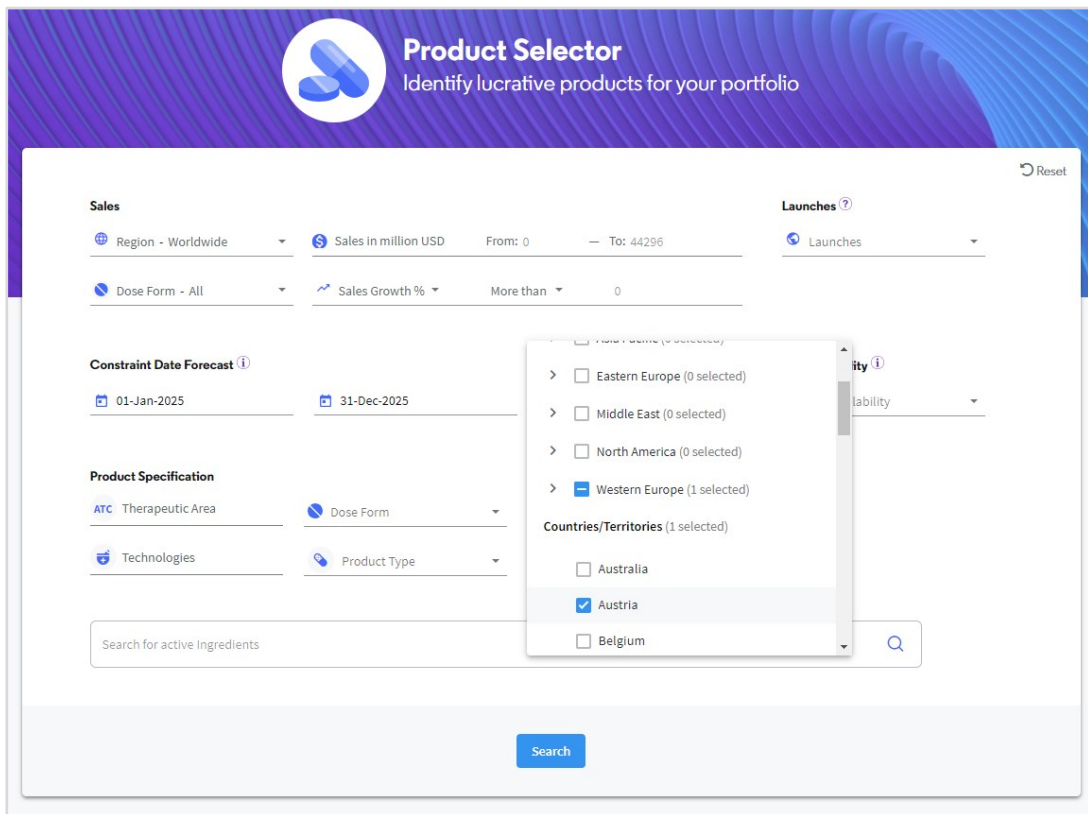 Product Selector
Identify lucrative products for your portfolio
Reset
Sales
Launches ?
Region - Worldwide
$ Sales in million USD From: 0 — To: 44296
Launches
Dose Form - All
Sales Growth % More than 0
Constraint Date Forecast i
01-Jan-2025
31-Dec-2025
(0 selected)
Eastern Europe (0 selected)
Middle East (0 selected)
North America (0 selected)
Western Europe (1 selected)
Countries/Territories (1 selected)
Australia
Austria
Belgium
ity i
lability
Product Specification
ATC Therapeutic Area
Dose Form
Technologies
Product Type
Search for active Ingredients
Search